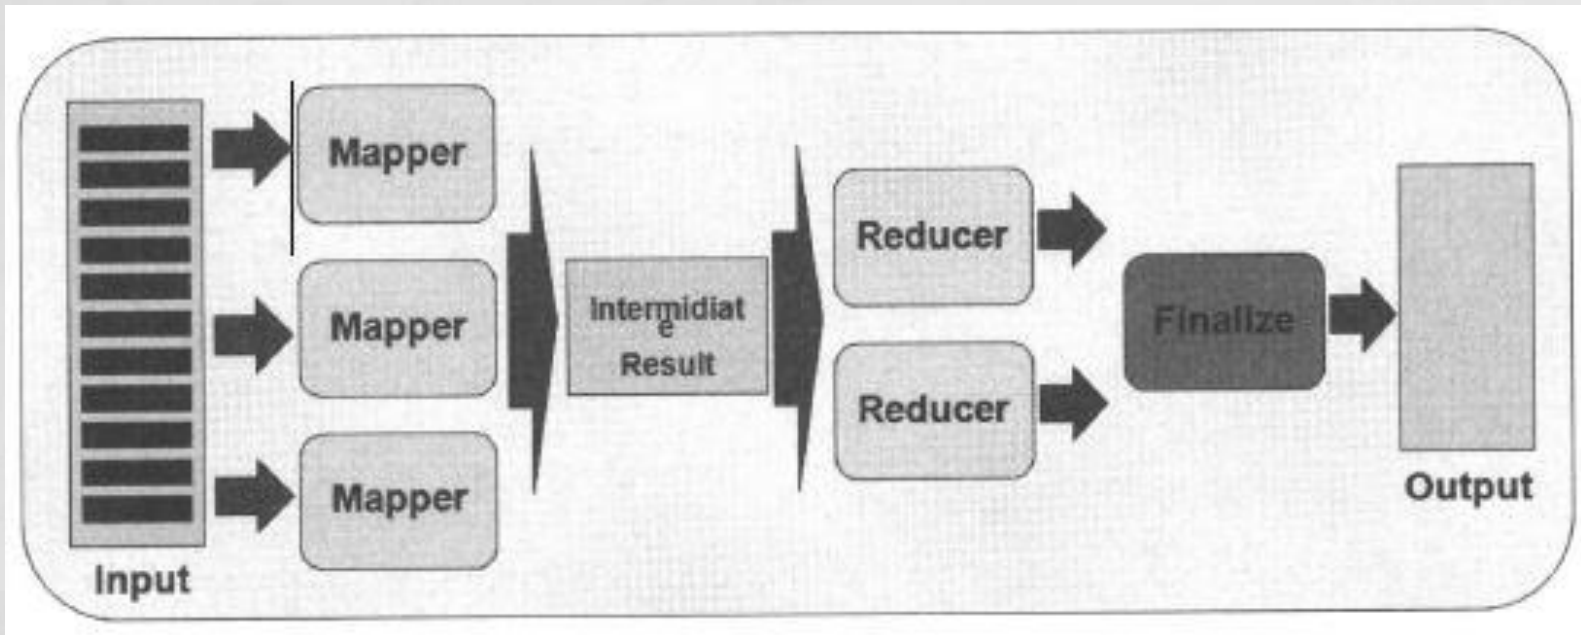 Mapper
Mapper
Mapper
Input
Intermidiat
e
Result
Reducer
Reducer
Finalize
Output